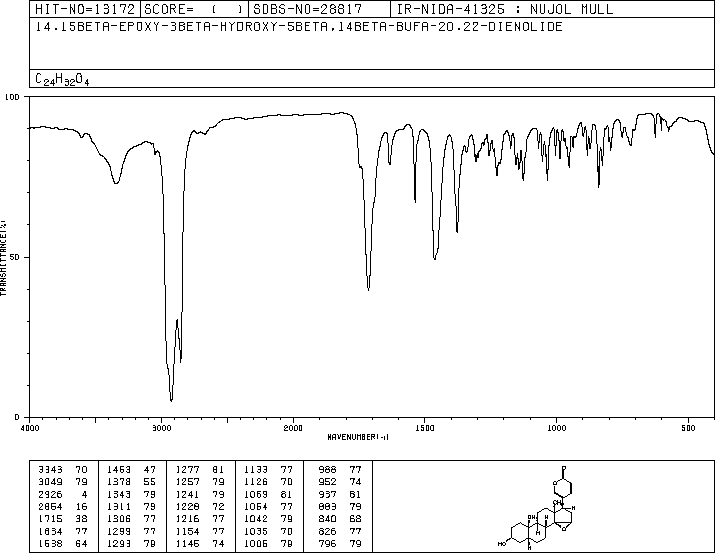 HIT-NO=13172 SCORE= ( ) SDBS-NO=28817 IR-NIDA-41325 : NUJOL MULL
14,15BETA-EPOXY-3BETA-HYDROXY-5BETA,14BETA-BUFA-20,22-DIENOLIDE
C24H32O4
100
50
0
TRANSMITTANCE(%)
4000 3000 2000 1500 1000 500
WAVENUMBER(-1)
3343 70 1463 47 1277 81 1133 77 988 77
3049 79 1378 55 1257 79 1126 70 952 74
2926 4 1343 79 1241 79 1069 81 937 81
2854 16 1311 79 1228 72 1054 77 883 79
1715 38 1306 77 1216 77 1042 79 840 68
1634 77 1299 77 1154 77 1035 70 826 77
1538 64 1293 79 1145 74 1006 79 796 79
O
O
CH3
H
CH3
H
H
O
HO
H